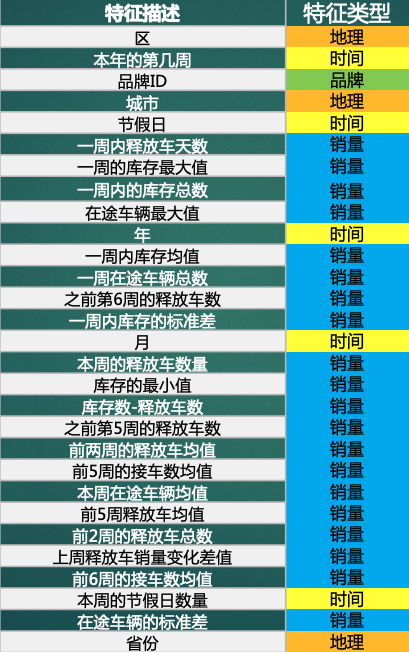 特征描述 特征类型
区 地理
本年的第几周 时间
品牌ID 品牌
城市 地理
节假日 时间
一周内释放车天数 销量
一周的库存最大值 销量
一周内的库存总数 销量
在途车辆最大值 销量
年 时间
一周内库存均值 销量
一周在途车辆总数 销量
之前第6周的释放车数 销量
一周内库存的标准差 销量
月 时间
本周的释放车数量 销量
库存的最小值 销量
库存数-释放车数 销量
之前第5周的释放车数 销量
前两周的释放车均值 销量
前5周的接车数均值 销量
本周在途车辆均值 销量
前5周释放车均值 销量
前2周的释放车总数 销量
上周释放车销量变化差值 销量
前6周的接车数均值 销量
本周的节假日数量 时间
在途车辆的标准差 销量
省份 地理